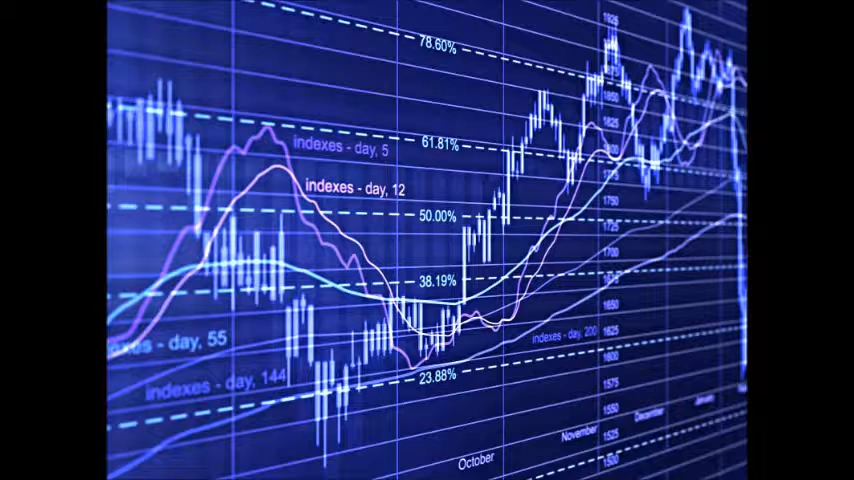 78.60%
indexes - day, 5
61.81%
indexes - day, 12
50.00%
38.19%
xes - day, 55
indexes - day, 144
23.88%
indexes - day, 200
October
November
December
January
1925
1850
1825
1800
1750
1725
1700
1675
1650
1625
1600
1575
1550
1525
1500